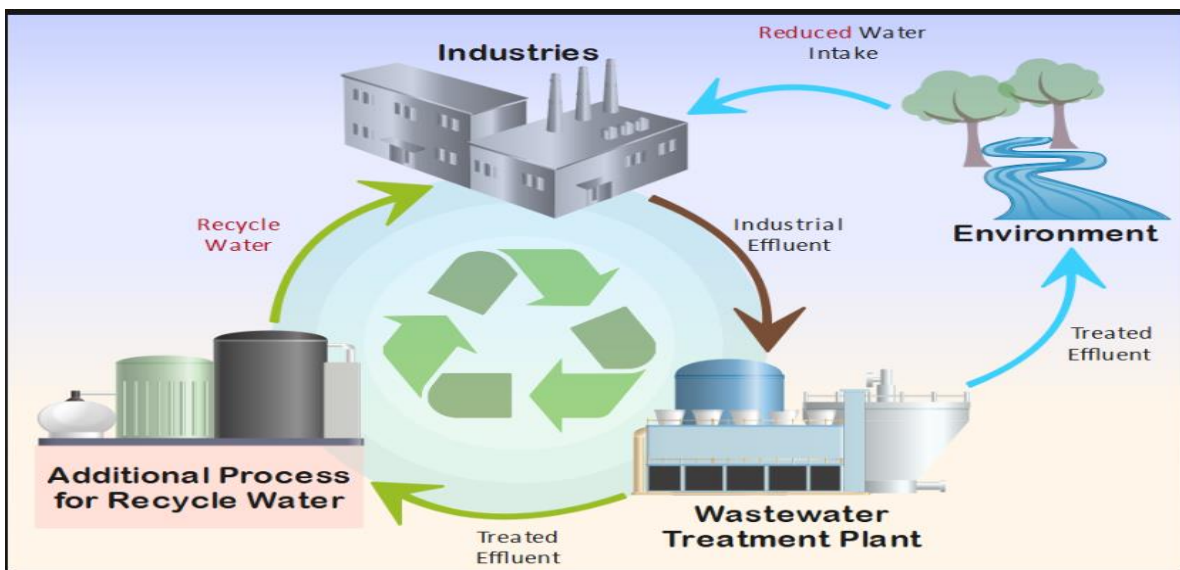 Reduced Water
Intake
Industries
Recycle
Water
Industrial
Effluent
Environment
Treated
Effluent
Additional Process
for Recycle Water
Wastewater
Treatment Plant
Treated
Effluent